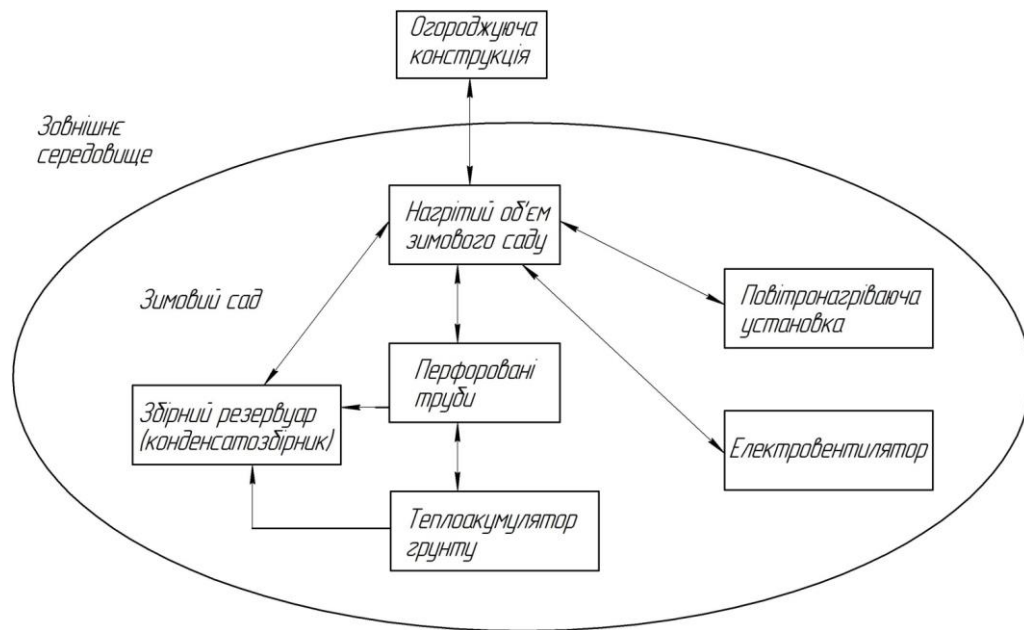 Огороджуюча
конструкція
Зовнішнє
середовище
Нагрітий об'єм
зимового саду
Зимовий сад
Повітронагріваюча
установка
Перфоровані
труби
Збірний резервуар
(конденсатозбірник)
Електровентилятор
Теплоакумулятор
грунту